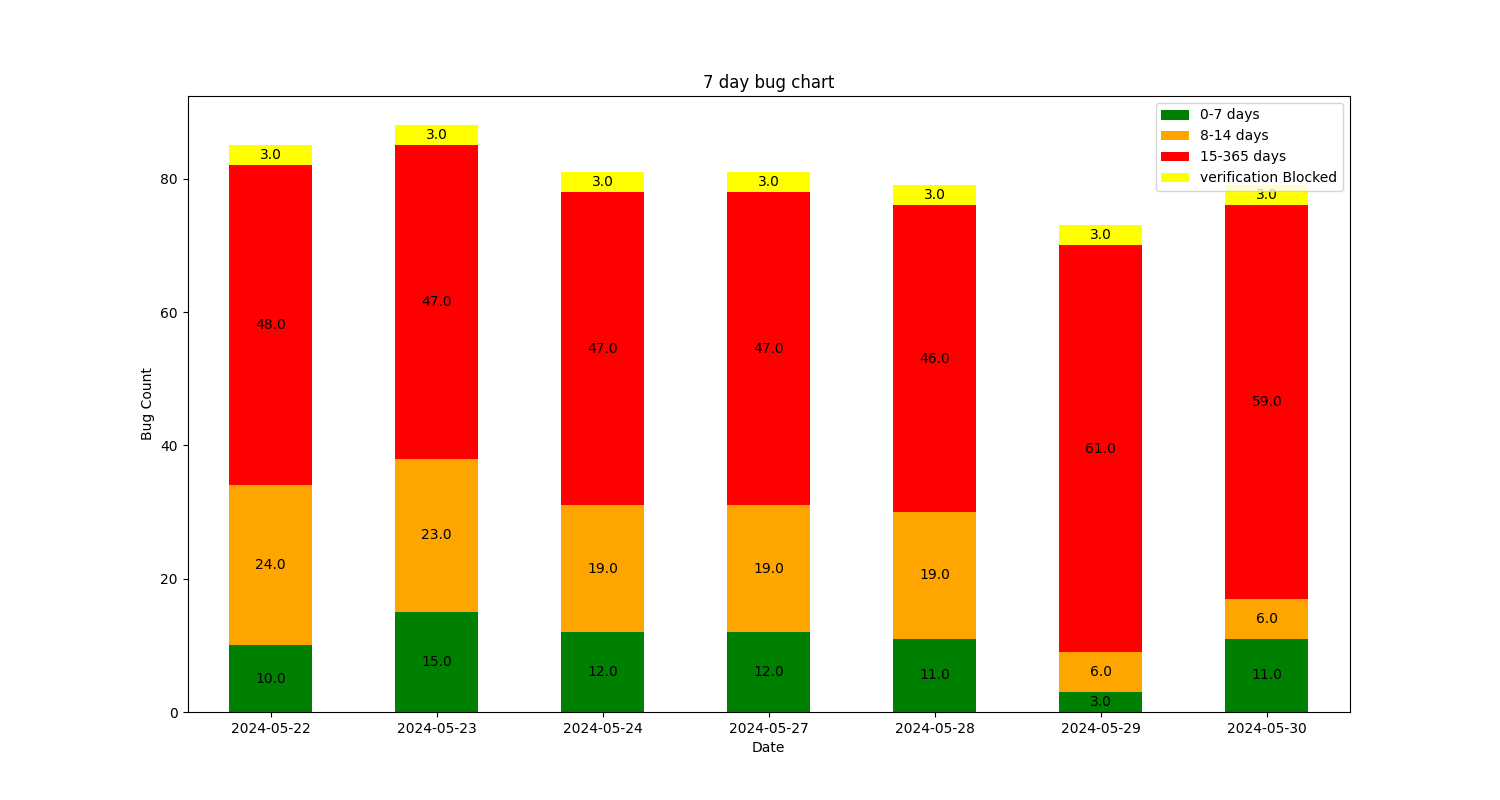 7 day bug chart
0-7 days
8-14 days
15-365 days
verification Blocked
Bug Count
80
60
40
20
0
3.0 3.0 3.0 3.0 3.0 3.0 3.0
48.0 47.0 47.0 47.0 46.0 61.0 59.0
24.0 23.0 19.0 19.0 19.0 6.0 6.0
10.0 15.0 12.0 12.0 11.0 3.0 11.0
2024-05-22 2024-05-23 2024-05-24 2024-05-27 2024-05-28 2024-05-29 2024-05-30
Date